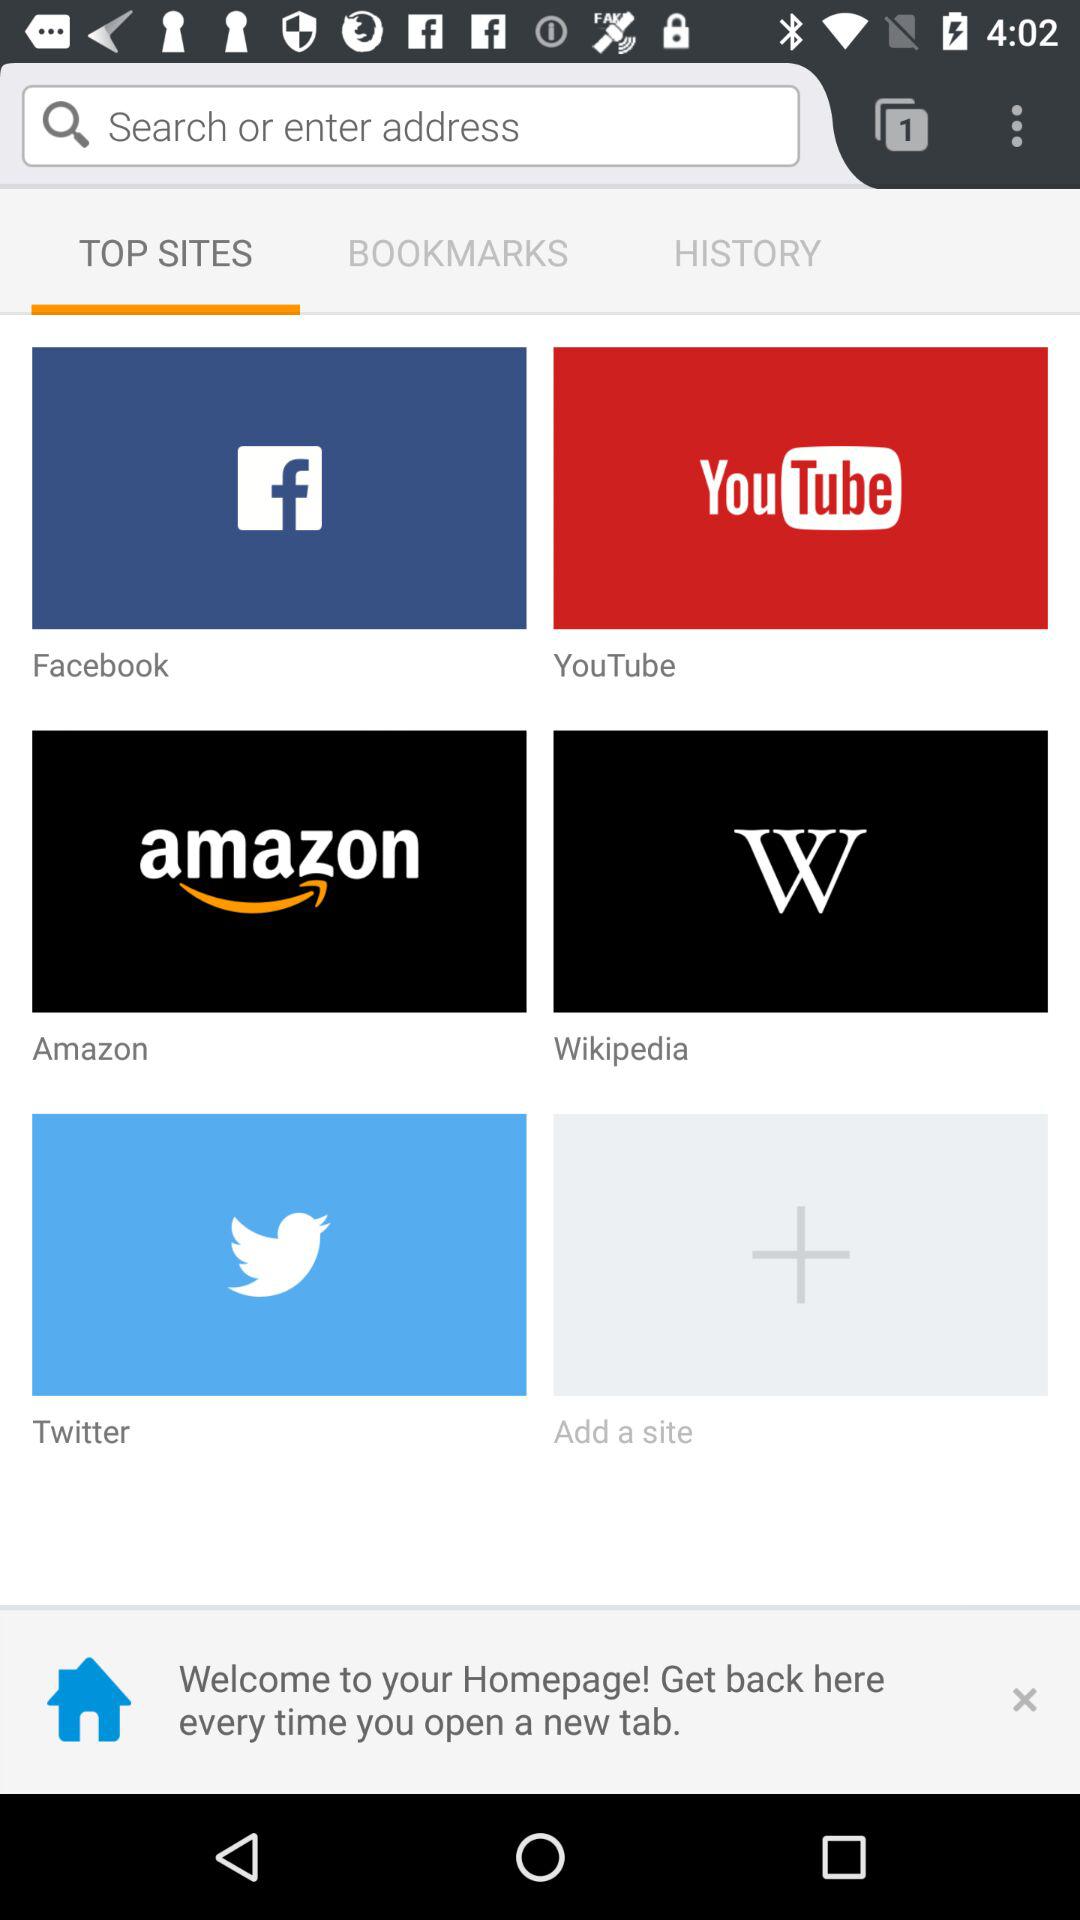 FAKE 4:02
Search or enter address 1
TOP SITES BOOKMARKS HISTORY
f YouTube
Facebook YouTube
amazon W
Amazon Wikipedia
Twitter Add a site
Welcome to your Homepage! Get back here
every time you open a new tab.